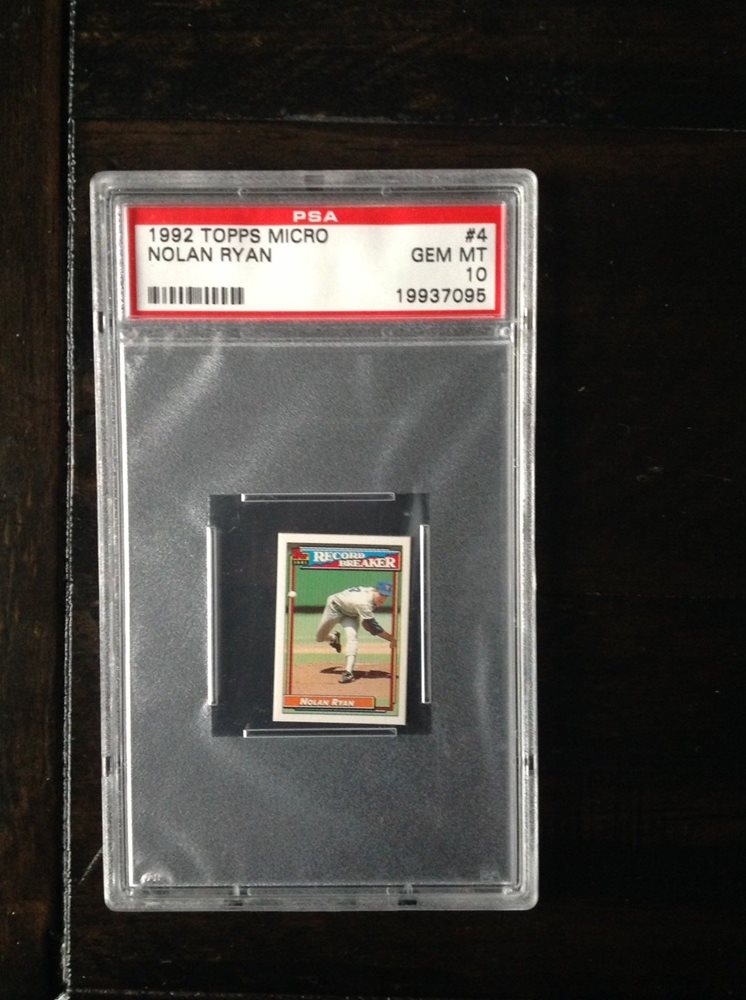 PSA
1992 TOPPS MICRO #4
NOLAN RYAN GEM MT
10
19937095
RECORD
BREAKER
NOLAN RYAN